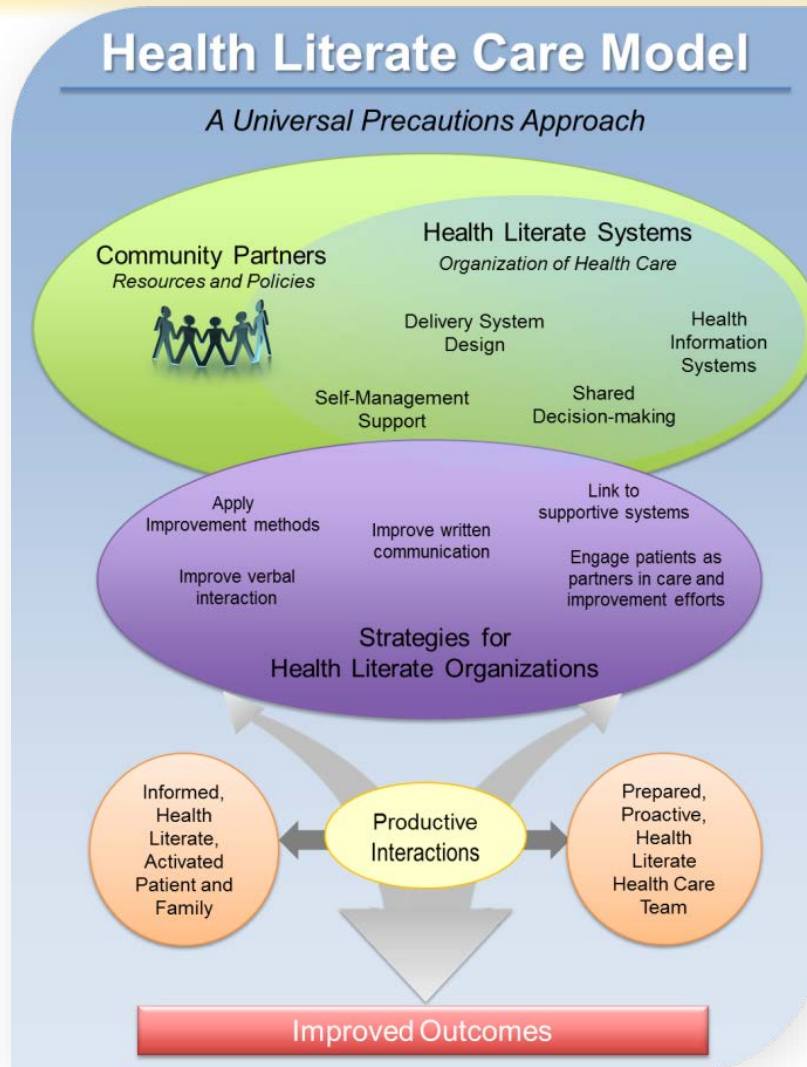 Health Literate Care Model
A Universal Precautions Approach
Community Partners
Resources and Policies
Health Literate Systems
Organization of Health Care
Delivery System
Design
Health
Information
Systems
Self-Management
Support
Shared
Decision-making
Apply
Improvement methods
Improve written
communication
Link to
supportive systems
Improve verbal
interaction
Engage patients as
partners in care and
improvement efforts
Strategies for
Health Literate Organizations
Informed,
Health
Literate,
Activated
Patient and
Family
Productive
Interactions
Prepared,
Proactive,
Health
Literate
Health Care
Team
Improved Outcomes